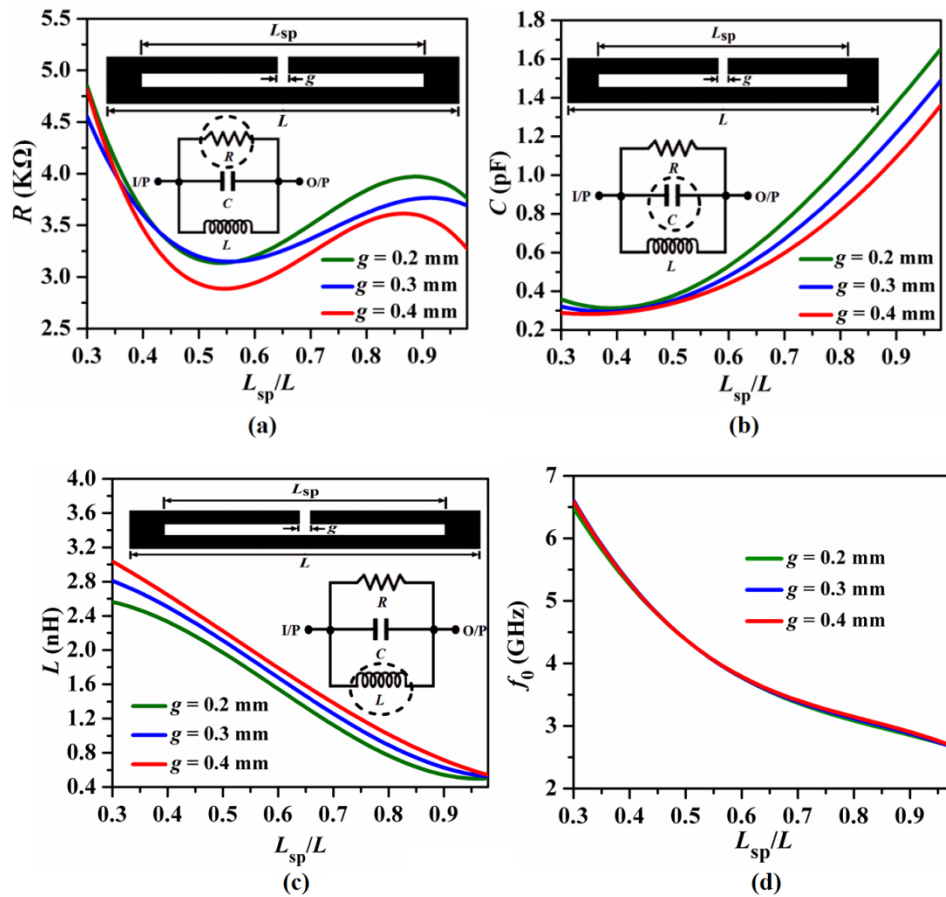 R (KΩ)
5.0
4.5
4.0
3.5
3.0
2.5
0.3 0.4 0.5 0.6 0.7 0.8 0.9
Lsp/L
Lsp
g
L
R
I/P
O/P
C
L
g = 0.2 mm
g = 0.3 mm
g = 0.4 mm
(a)
C (pF)
1.8
1.6
1.4
1.2
1.0
0.8
0.6
0.4
0.2
0.3 0.4 0.5 0.6 0.7 0.8 0.9
Lsp/L
Lsp
g
L
R
I/P
O/P
C
L
g = 0.2 mm
g = 0.3 mm
g = 0.4 mm
(b)
L (nH)
4.0
3.6
3.2
2.8
2.4
2.0
1.6
1.2
0.8
0.4
0.3 0.4 0.5 0.6 0.7 0.8 0.9
Lsp/L
Lsp
g
L
R
I/P
O/P
C
L
g = 0.2 mm
g = 0.3 mm
g = 0.4 mm
(c)
f0 (GHz)
7
6
5
4
3
2
0.3 0.4 0.5 0.6 0.7 0.8 0.9
Lsp/L
g = 0.2 mm
g = 0.3 mm
g = 0.4 mm
(d)